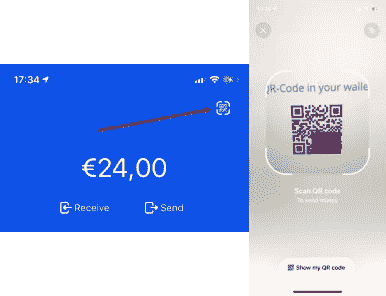 17:34
€24,00
Receive
Send
QR-Code in your walle
Scan QR code
To send money
Show my QR code